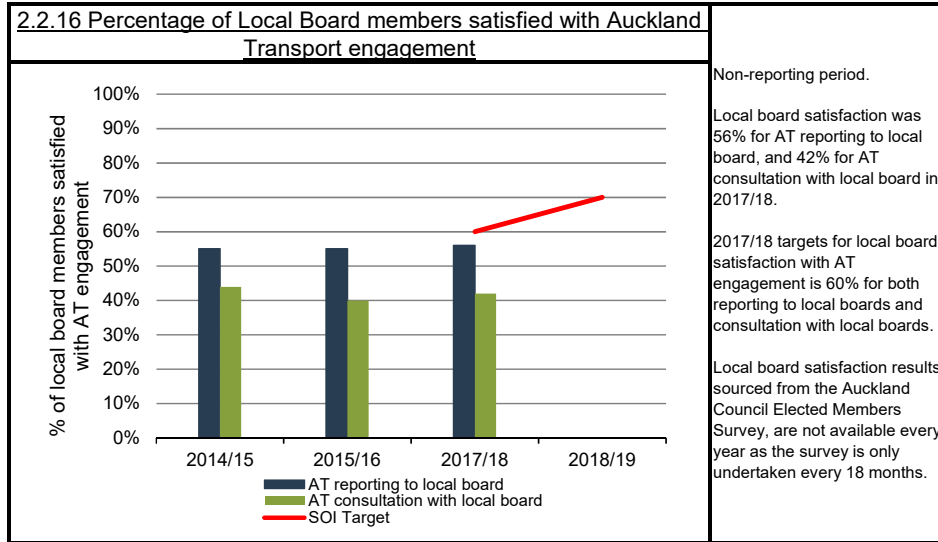 2.2.16 Percentage of Local Board members satisfied with Auckland
Transport engagement
% of local board members satisfied
with AT engagement
100%
90%
80%
70%
60%
50%
40%
30%
20%
10%
0%
2014/15
2015/16
2017/18
2018/19
AT reporting to local board
AT consultation with local board
SOI Target
Non-reporting period.
Local board satisfaction was
56% for AT reporting to local
board, and 42% for AT
consultation with local board in
2017/18.
2017/18 targets for local board
satisfaction with AT
engagement is 60% for both
reporting to local boards and
consultation with local boards.
Local board satisfaction results
sourced from the Auckland
Council Elected Members
Survey, are not available every
year as the survey is only
undertaken every 18 months.